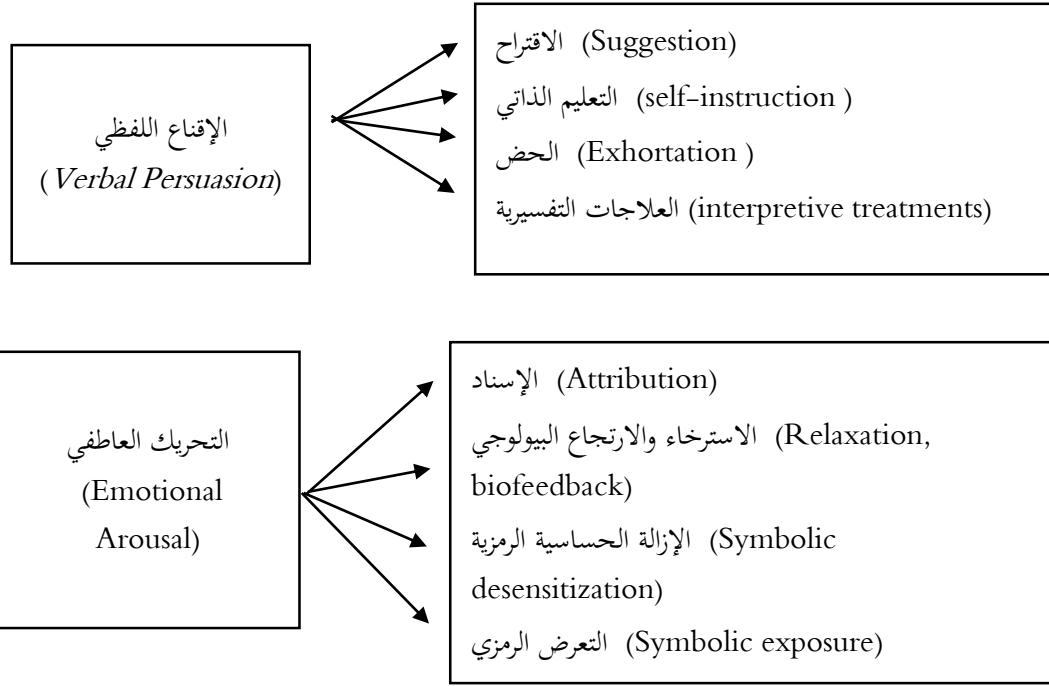 الإقناع اللفظي
(Verbal Persuasion)
الاقتراح (Suggestion)
التعليم الذاتي (self-instruction )
الحض (Exhortation )
العلاجات التفسيرية (interpretive treatments)
التحريك العاطفي
(Emotional
Arousal)
الإسناد (Attribution)
الاسترخاء والارتجاع البيولوجي (Relaxation,
biofeedback)
الإزالة الحساسية الرمزية (Symbolic
desensitization)
التعرض الرمزي (Symbolic exposure)